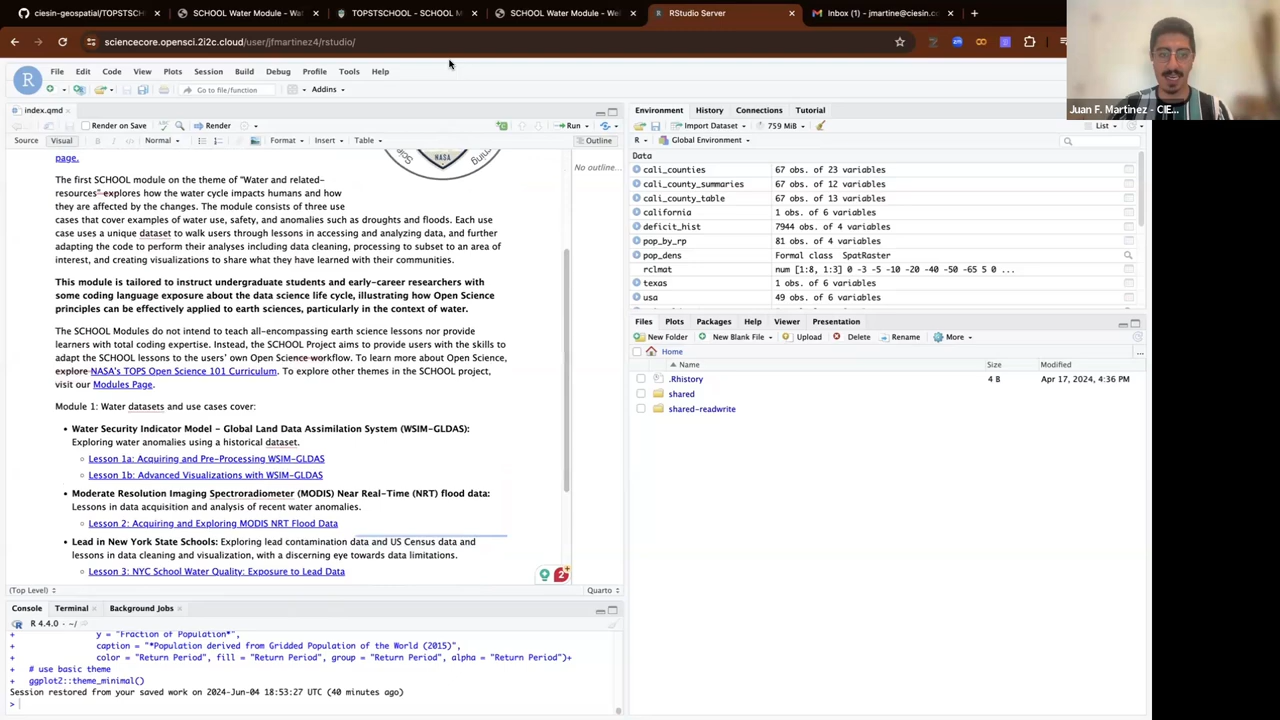 ciesin-geospatial/TOPSTSCHO
SCHOOL Water Module - Wat
TOPSTSCHOOL - SCHOOL M
SCHOOL Water Module - Wel
RStudio Server
Inbox (1) - jmartine@ciesin.c
sciencecore.opensci.2i2c.cloud/user/jfmartinez4/rstudio/
Juan F. Martinez - CIE...
File Edit Code View Plots Session Build Debug Profile Tools Help
Go to file/function Addins
index.qmd
Render on Save Render Run
Source Visual Normal Format Insert Table Outline
No outline...
page.
NASA
The first SCHOOL module on the theme of "Water and related-
resources" explores how the water cycle impacts humans and how
they are affected by the changes. The module consists of three use
cases that cover examples of water use, safety, and anomalies such as droughts and floods. Each use
case uses a unique dataset to walk users through lessons in accessing and analyzing data, and further
adapting the code to perform their analyses including data cleaning, processing to subset to an area of
interest, and creating visualizations to share what they have learned with their communities.
This module is tailored to instruct undergraduate students and early-career researchers with
some coding language exposure about the data science life cycle, illustrating how Open Science
principles can be effectively applied to earth sciences, particularly in the context of water.
The SCHOOL Modules do not intend to teach all-encompassing earth science lessons nor provide
learners with total coding expertise. Instead, the SCHOOL Project aims to provide users with the skills to
adapt the SCHOOL lessons to the users' own Open Science workflow. To learn more about Open Science,
explore NASA's TOPS Open Science 101 Curriculum. To explore other themes in the SCHOOL project,
visit our Modules Page.
Module 1: Water datasets and use cases cover:
• Water Security Indicator Model – Global Land Data Assimilation System (WSIM-GLDAS):
Exploring water anomalies using a historical dataset.
Lesson 1a: Acquiring and Pre-Processing WSIM-GLDAS
Lesson 1b: Advanced Visualizations with WSIM-GLDAS
• Moderate Resolution Imaging Spectroradiometer (MODIS) Near Real-Time (NRT) flood data:
Lessons in data acquisition and analysis of recent water anomalies.
Lesson 2: Acquiring and Exploring MODIS NRT Flood Data
• Lead in New York State Schools: Exploring lead contamination data and US Census data and
lessons in data cleaning and visualization, with a discerning eye towards data limitations.
Lesson 3: NYC School Water Quality: Exposure to Lead Data
(Top Level) Quarto
Console Terminal Background Jobs
R 4.4.0 · ~/
+ y = "Fraction of Population*",
+ caption = "*Population derived from Gridded Population of the World (2015)",
+ color = "Return Period", fill = "Return Period", group = "Return Period", alpha = "Return Period")+
+ # use basic theme
+ ggplot2::theme_minimal()
Session restored from your saved work on 2024-Jun-04 18:53:27 UTC (40 minutes ago)
>
Environment History Connections Tutorial
Import Dataset 759 MiB List
R Global Environment
Data
cali_counties 67 obs. of 23 variables
cali_county_summaries 67 obs. of 12 variables
cali_county_table 67 obs. of 13 variables
california 1 obs. of 6 variables
deficit_hist 7944 obs. of 4 variables
pop_by_rp 81 obs. of 4 variables
pop_dens Formal class SpatRaster
rclmat num [1:8, 1:3] 0 -3 -5 -10 -20 -40 -50 -65 5 0 ...
texas 1 obs. of 6 variables
usa 49 obs. of 6 variables
Files Plots Packages Help Viewer Presentation
New Folder New Blank File Upload Delete Rename More
Home ...
Name Size Modified
.Rhistory 4 B Apr 17, 2024, 4:36 PM
shared
shared-readwrite